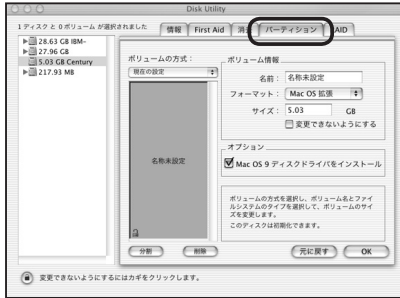 Disk Utility
1 ディスク と 0 ボリューム が選択されました
情報
First Aid
消去
パーティション
RAID
28.63 GB IBM-
27.96 GB
5.03 GB Century
217.93 MB
ボリュームの方式:
現在の設定
名称未設定
分割
削除
ボリューム情報
名前: 名称未設定
フォーマット: Mac OS 拡張
サイズ: 5.03 GB
変更できないようにする
オプション
Mac OS 9 ディスクドライバをインストール
ボリュームの方式を選択し、ボリューム名とファイ
ルシステムのタイプを選択して、ボリュームのサイ
ズを変更します。
このディスクは初期化できます。
元に戻す
OK
変更できないようにするにはカギをクリックします。